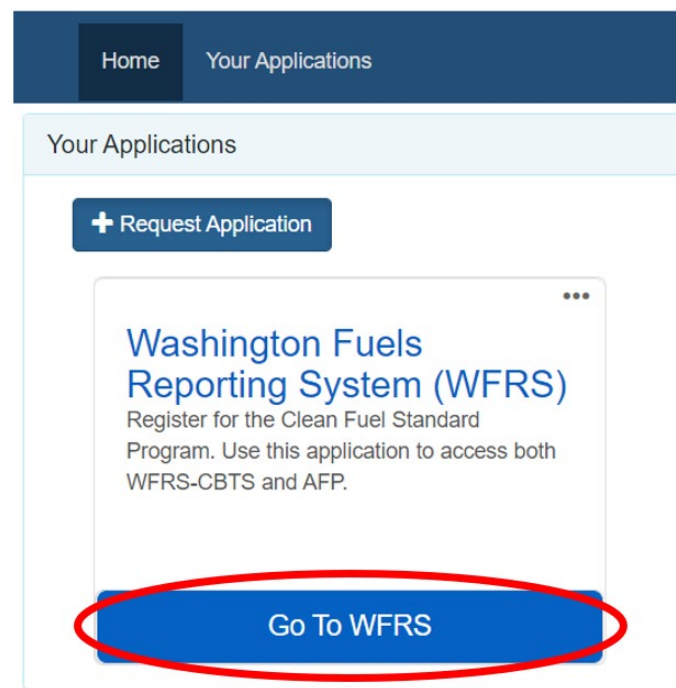 Home Your Applications
Your Applications
+ Request Application
Washington Fuels
Reporting System (WFRS)
Register for the Clean Fuel Standard
Program. Use this application to access both
WFRS-CBTS and AFP.
Go To WFRS